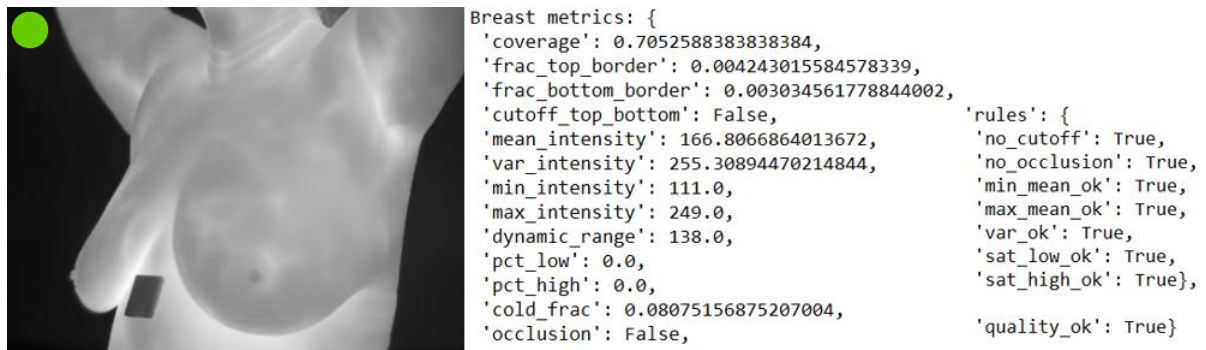 Breast metrics: {
'coverage': 0.7052588383838384,
'frac_top_border': 0.004243015584578339,
'frac_bottom_border': 0.003034561778844002,
'cutoff_top_bottom': False,
'mean_intensity': 166.8066864013672,
'var_intensity': 255.30894470214844,
'min_intensity': 111.0,
'max_intensity': 249.0,
'dynamic_range': 138.0,
'pct_low': 0.0,
'pct_high': 0.0,
'cold_frac': 0.08075156875207004,
'occlusion': False,
'rules': {
'no_cutoff': True,
'no_occlusion': True,
'min_mean_ok': True,
'max_mean_ok': True,
'var_ok': True,
'sat_low_ok': True,
'sat_high_ok': True},
'quality_ok': True}